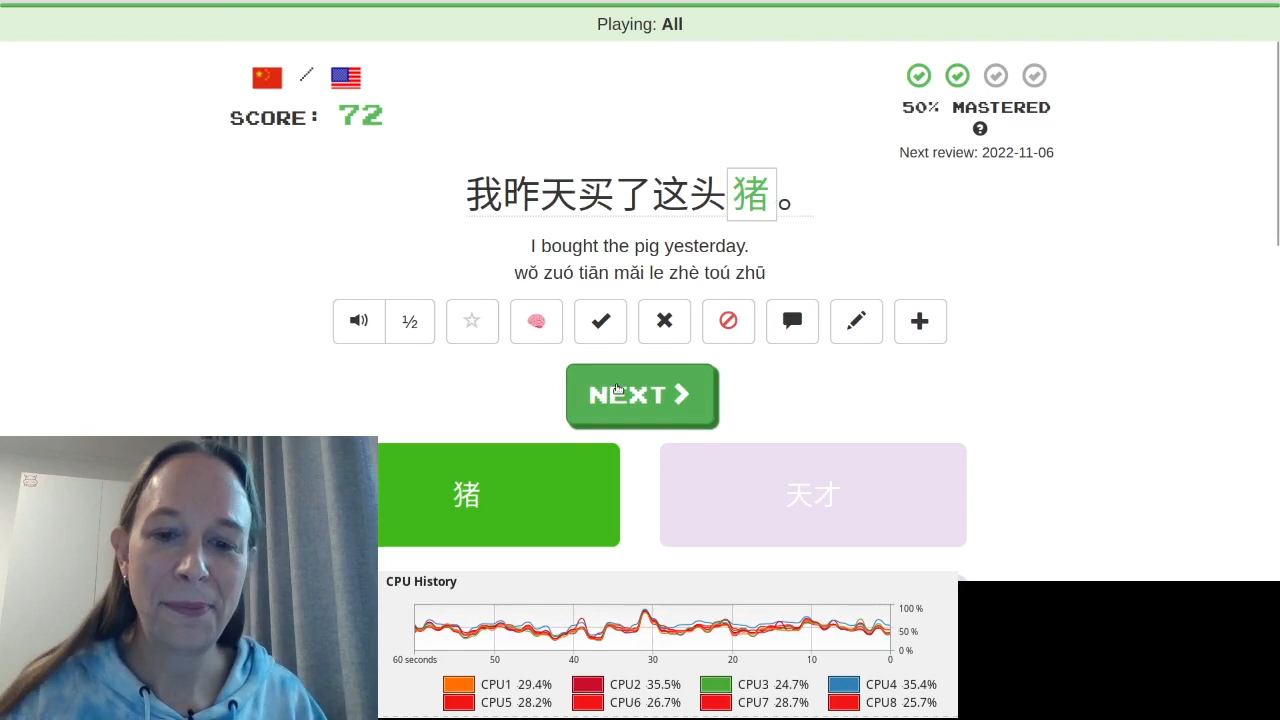 Playing: All
SCORE: 72
50% MASTERED
Next review: 2022-11-06
我昨天买了这头猪。
I bought the pig yesterday.
wǒ zuó tiān mǎi le zhè toú zhū
½
NEXT
猪
天才
CPU History
100 %
50 %
0 %
60 seconds 50 40 30 20 10 0
CPU1 29.4% CPU2 35.5% CPU3 24.7% CPU4 35.4%
CPU5 28.2% CPU6 26.7% CPU7 28.7% CPU8 25.7%